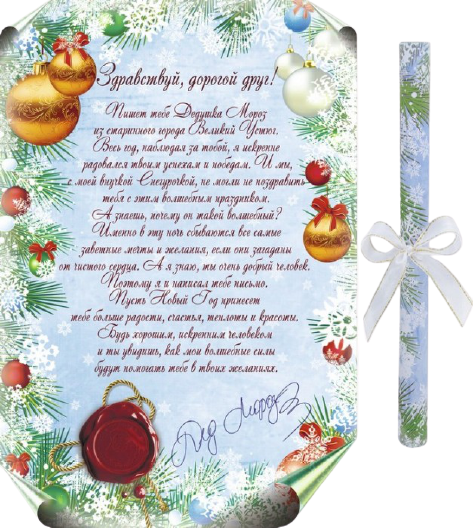 Здравствуй, дорогой друг!
Пишет тебе Дедушка Мороз
из старинного города Великий Устюг.
Весь год, наблюдая за тобой, я искренне
радовался твоим успехам и победам. И мы,
с моей внучкой Снегурочкой, не могли не поздравить
тебя с этим волшебным праздником.
А знаешь, почему он такой волшебный?
Именно в эту ночь сбываются все самые
заветные мечты и желания, если они загаданы
от чистого сердца. А я знаю, ты очень добрый человек.
Поэтому я и написал тебе письмо.
Пусть Новый Год принесет
тебе больше радости, счастья, теплоты и красоты.
Будь хорошим, искренним человеком
и ты увидишь, как мои волшебные силы
будут помогать тебе в твоих желаниях.
Дед Мороз